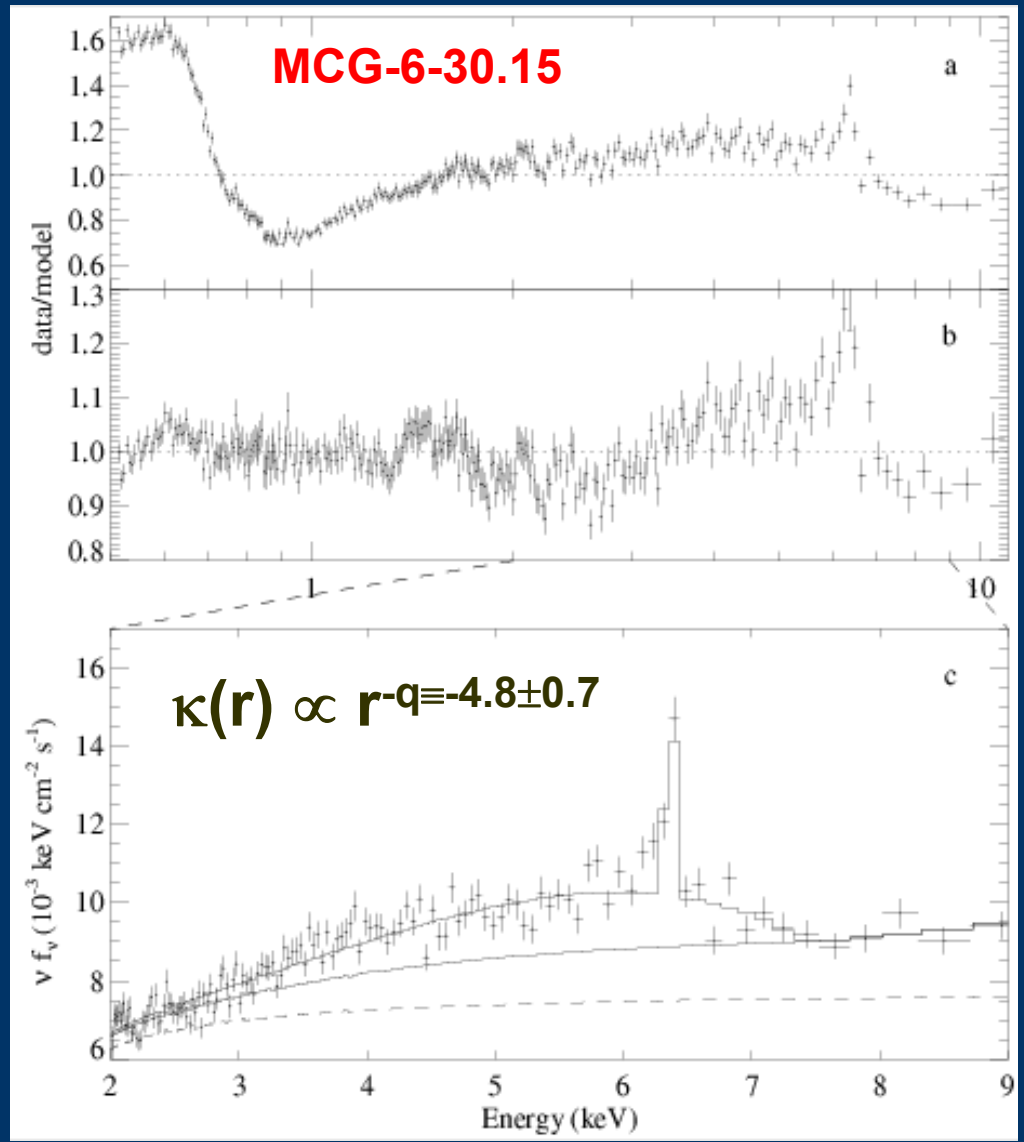 MCG-6-30.15
a
1.6
1.4
1.2
1.0
0.8
0.6
data/model
b
1.3
1.2
1.1
1.0
0.9
0.8
1
10
κ(r) ∝ r^-q≡-4.8±0.7
c
16
14
12
10
8
6
ν fν (10^-3 keV cm^-2 s^-1)
2 3 4 5 6 7 8 9
Energy (keV)